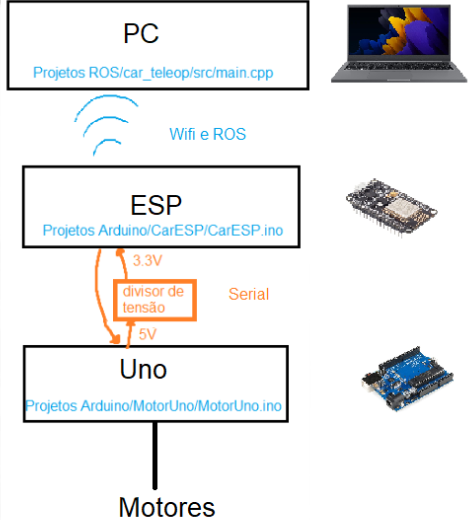 PC
Projetos ROS/car_teleop/src/main.cpp
Wifi e ROS
ESP
Projetos Arduino/CarESP/CarESP.ino
3.3V
divisor de
tensão
Serial
5V
Uno
Projetos Arduino/MotorUno/MotorUno.ino
Motores